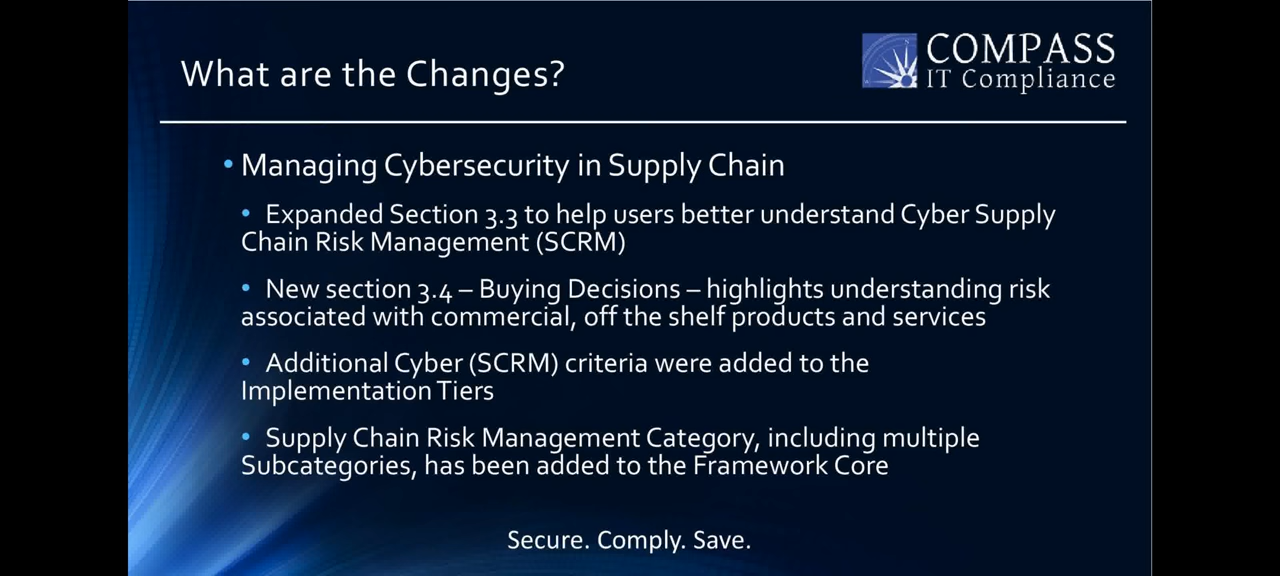 What are the Changes?
COMPASS
IT Compliance
• Managing Cybersecurity in Supply Chain
• Expanded Section 3.3 to help users better understand Cyber Supply
Chain Risk Management (SCRM)
• New section 3.4 – Buying Decisions – highlights understanding risk
associated with commercial, off the shelf products and services
• Additional Cyber (SCRM) criteria were added to the
Implementation Tiers
• Supply Chain Risk Management Category, including multiple
Subcategories, has been added to the Framework Core
Secure. Comply. Save.